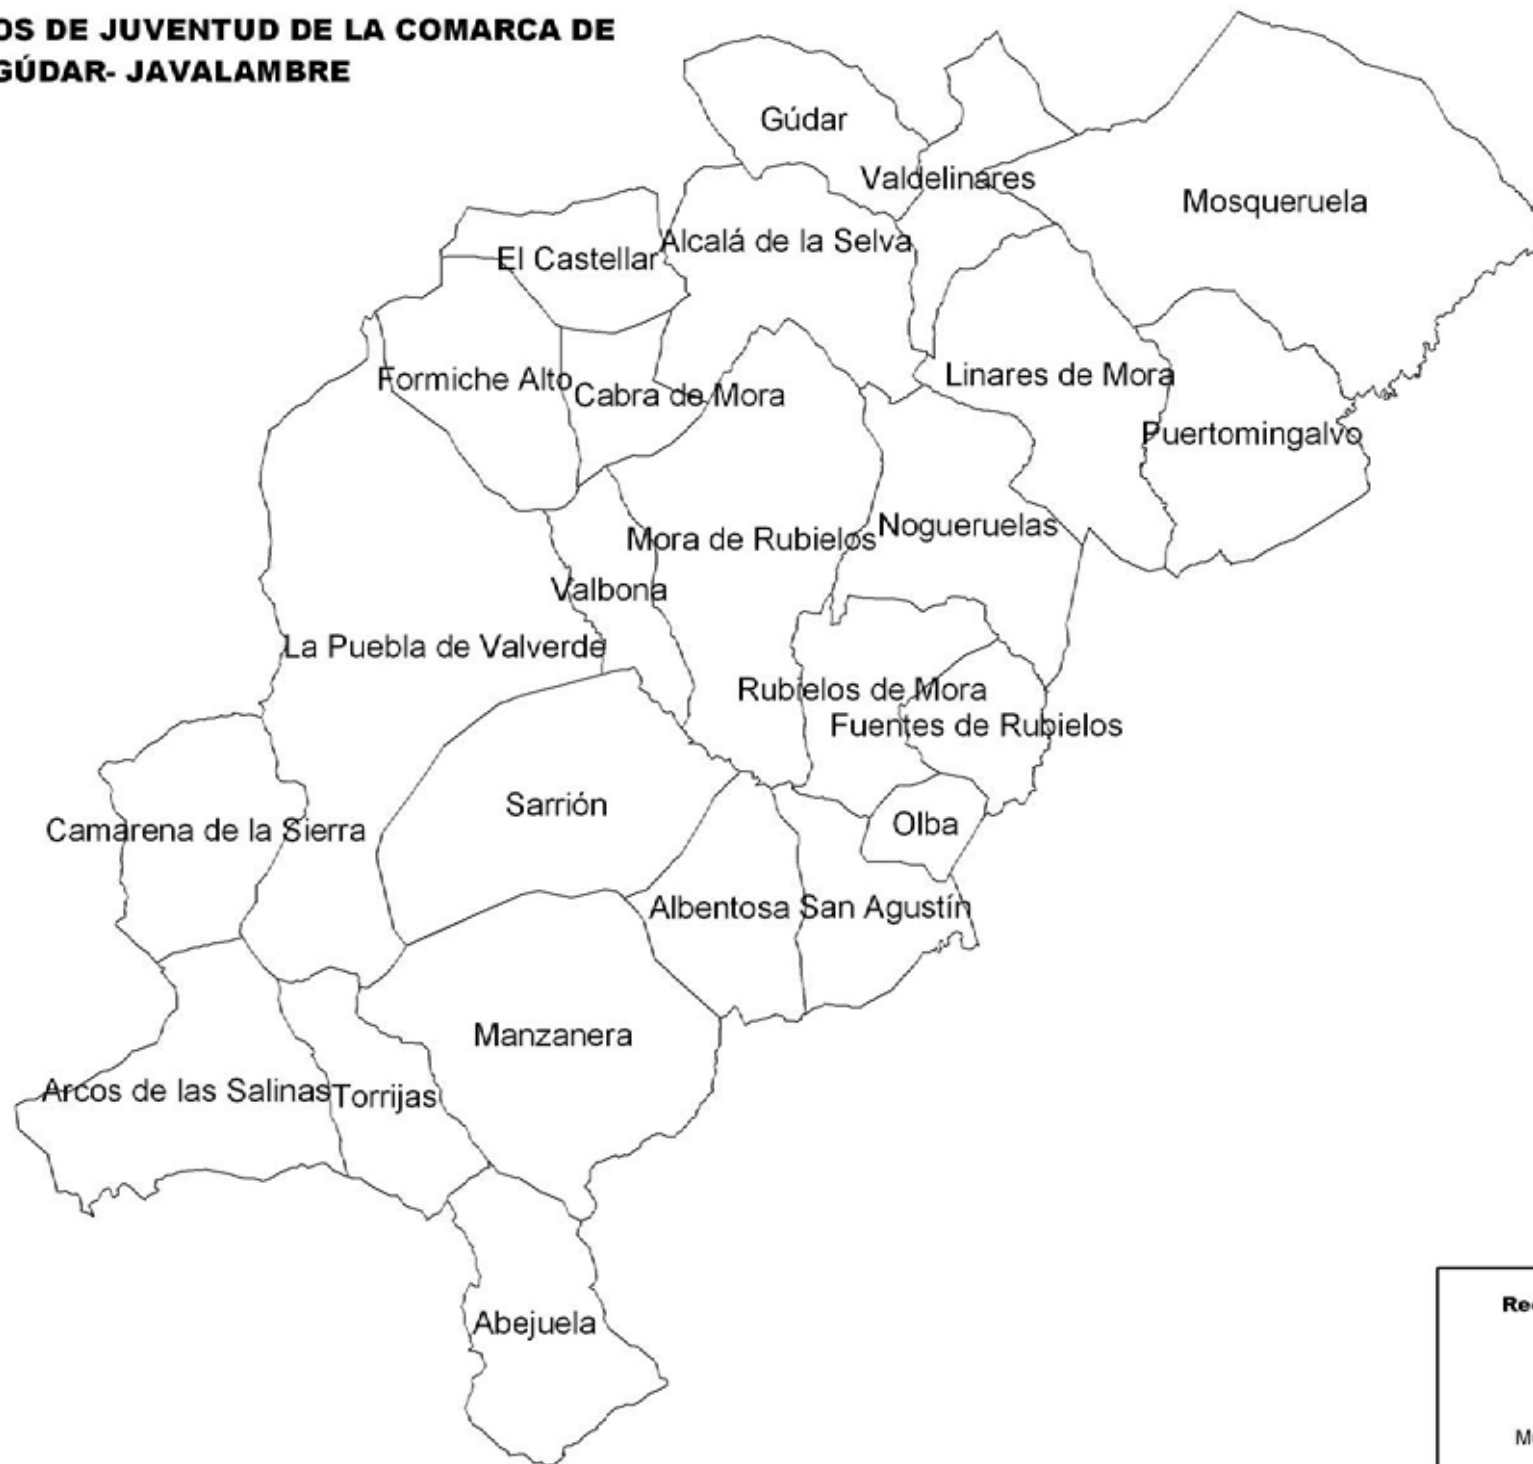 OS DE JUVENTUD DE LA COMARCA DE
GÚDAR- JAVALAMBRE
Gúdar
Valdelinares
Mosqueruela
Alcalá de la Selva
El Castellar
Linares de Mora
Formiche Alto
Cabra de Mora
Puertomingalvo
Nogueruelas
Mora de Rubielos
Valbona
La Puebla de Valverde
Rubielos de Mora
Fuentes de Rubielos
Sarrión
Olba
Camarena de la Sierra
Albentosa
San Agustín
Manzanera
Arcos de las Salinas
Torrijas
Abejuela